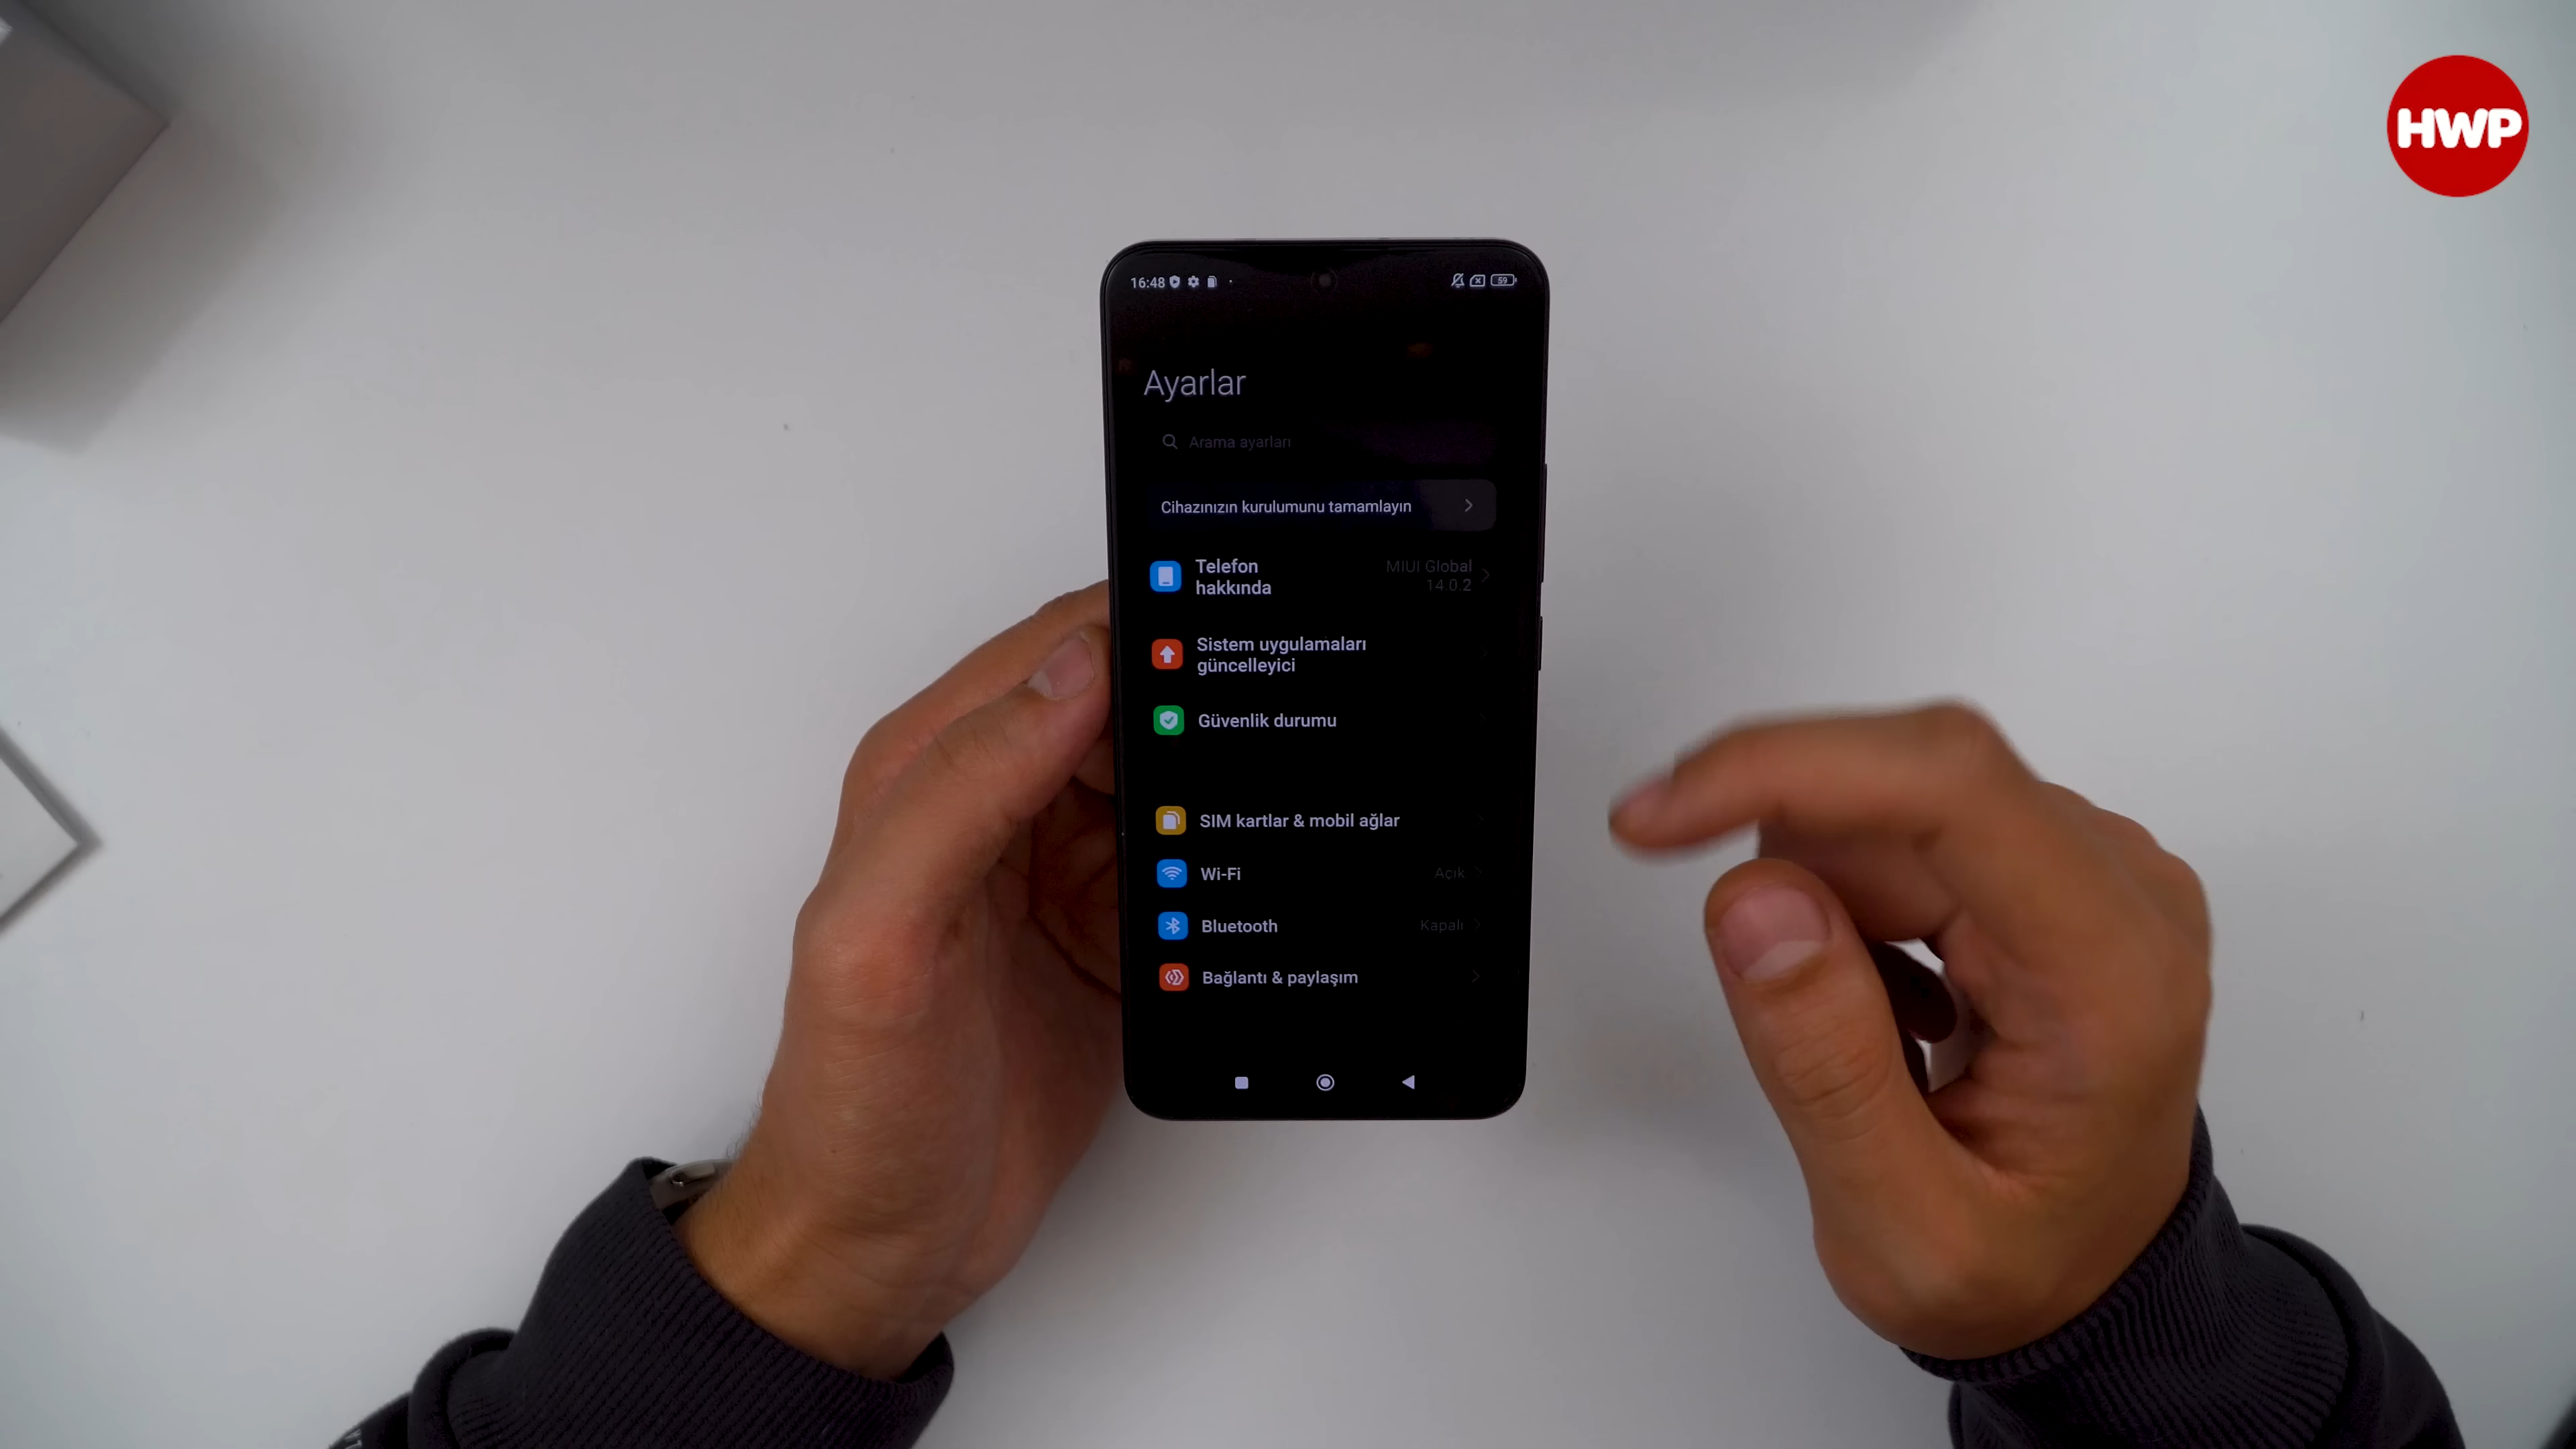 HWP
16:48
59
Ayarlar
Arama ayarları
Cihazınızın kurulumunu tamamlayın
Telefon
hakkında
MIUI Global
14.0.2
Sistem uygulamaları
güncelleyici
Güvenlik durumu
SIM kartlar & mobil ağlar
Wi-Fi
Açık
Bluetooth
Kapalı
Bağlantı & paylaşım